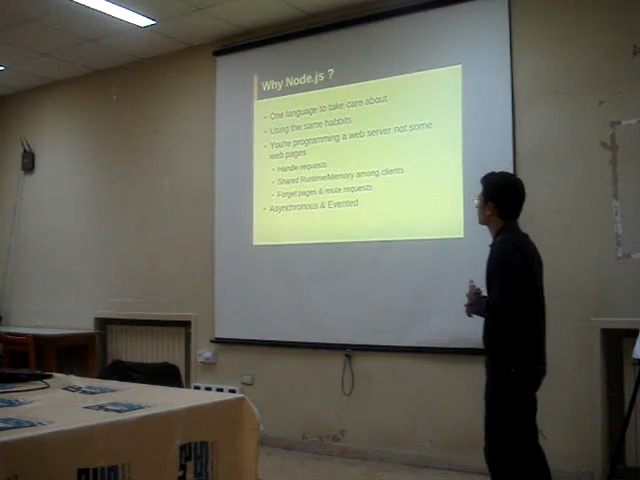 Why Node.js ?
- One language to take care about
- Using the same habbits
- You're programming a web server not some
web pages
- Handle requests
- Shared Runtime/Memory among clients
- Forget pages & route requests
- Asynchronous & Evented